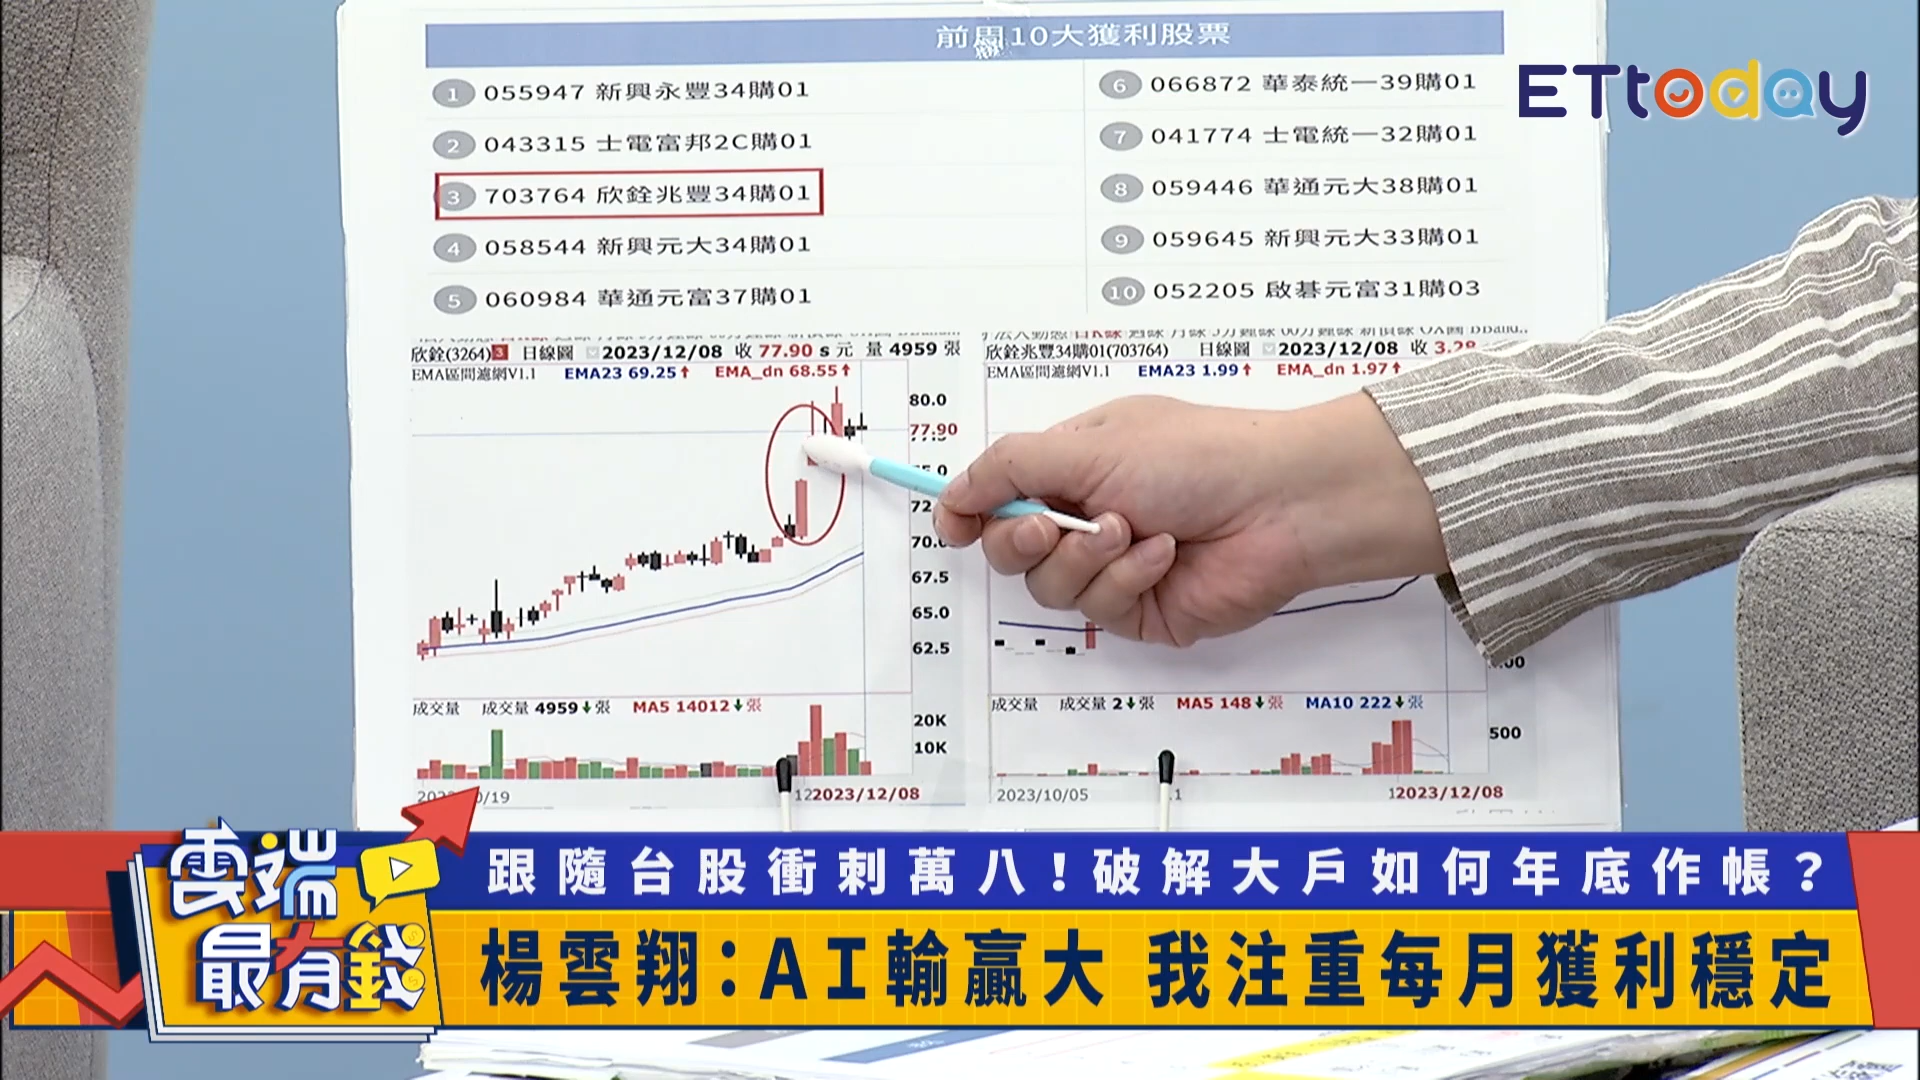 前周10大獲利股票
ETtoday
1 055947 新興永豐34購01
2 043315 士電富邦2C購01
3 703764 欣銓兆豐34購01
4 058544 新興元大34購01
5 060984 華通元富37購01
6 066872 華泰統一39購01
7 041774 士電統一32購01
8 059446 華通元大38購01
9 059645 新興元大33購01
10 052205 啟碁元富31購03
欣銓(3264) 3 日線圖 2023/12/08 收 77.90 s 元 量 4959 張
EMA區間濾網V1.1 EMA23 69.25↑ EMA_dn 68.55↑
80.0
77.90
72
70.0
67.5
65.0
62.5
成交量 成交量 4959↓張 MA5 14012↓張
20K
10K
2023/12/08
欣銓兆豐34購01(703764) 日線圖 2023/12/08 收 3.28
EMA區間濾網V1.1 EMA23 1.99↑ EMA_dn 1.97↑
成交量 成交量 2↓張 MA5 148↓張 MA10 222↓張
500
2023/10/05
2023/12/08
雲端最有錢
跟隨台股衝刺萬八！破解大戶如何年底作帳？
楊雲翔：AI輸贏大 我注重每月獲利穩定